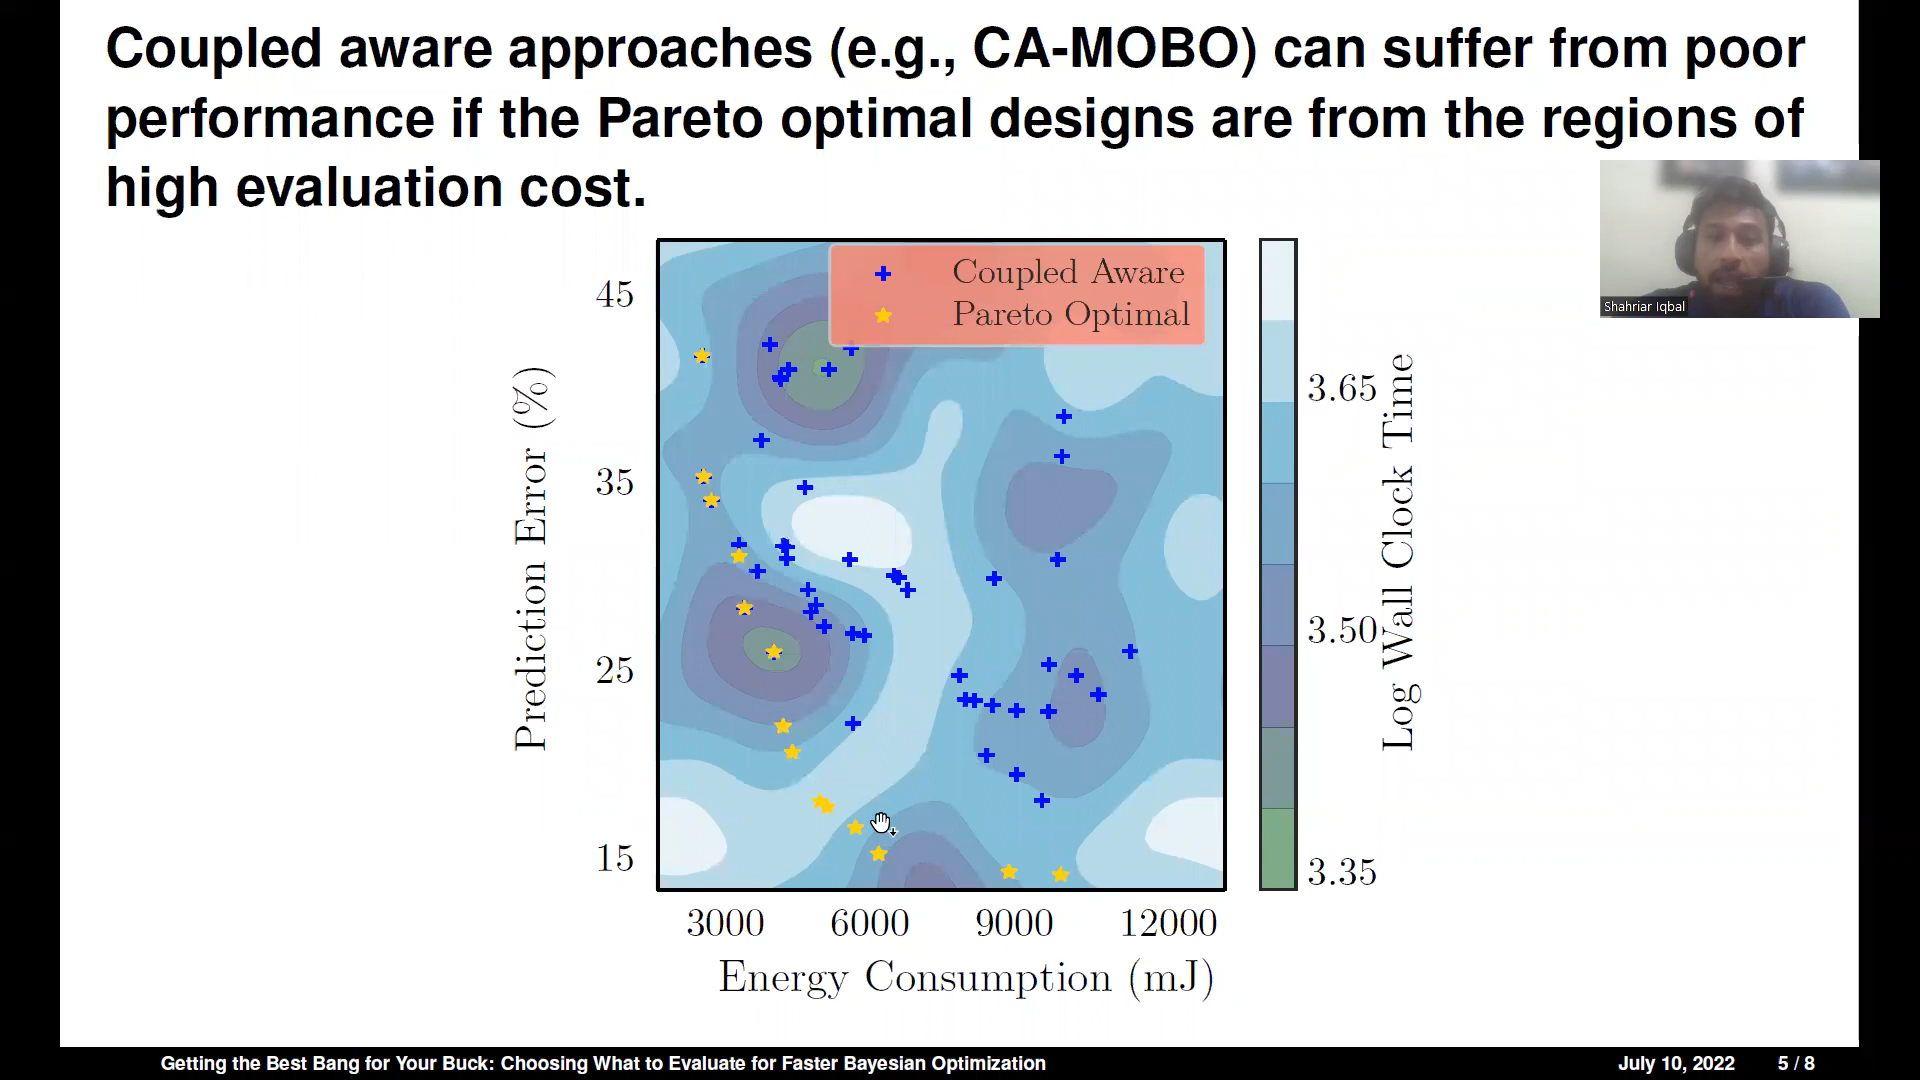 Coupled aware approaches (e.g., CA-MOBO) can suffer from poor
performance if the Pareto optimal designs are from the regions of
high evaluation cost.
Shahriar Iqbal
Coupled Aware
Pareto Optimal
45
35
25
15
Prediction Error (%)
3000 6000 9000 12000
Energy Consumption (mJ)
3.65
3.50
3.35
Log Wall Clock Time
Getting the Best Bang for Your Buck: Choosing What to Evaluate for Faster Bayesian Optimization July 10, 2022 5 / 8